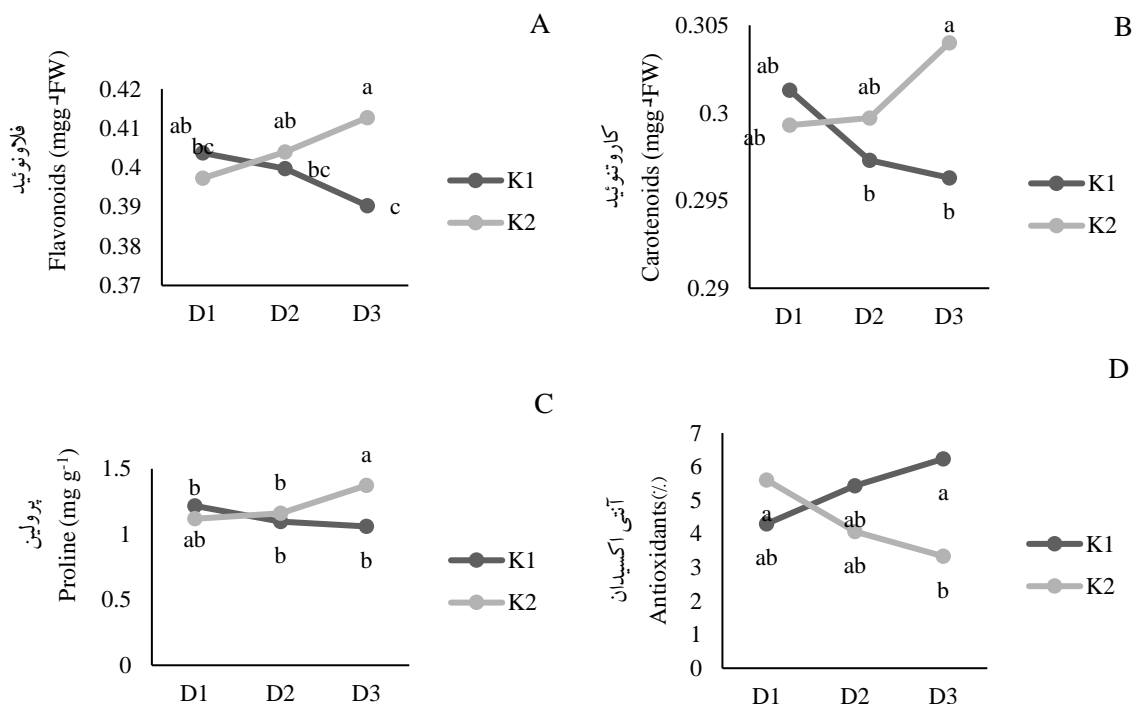 A
فلاونوئید
Flavonoids (mgg⁻¹FW)
0.42
0.41
0.4
0.39
0.38
0.37
ab
bc
ab
bc
a
c
D1 D2 D3
K1
K2
B
کاروتنوئید
Carotenoids (mgg⁻¹FW)
0.305
0.3
0.295
0.29
ab
ab
ab
b
a
b
D1 D2 D3
K1
K2
C
پرولین
Proline (mg g⁻¹)
1.5
1
0.5
0
b
ab
b
b
a
b
D1 D2 D3
K1
K2
D
آنتی اکسیدان
Antioxidants(٪)
7
6
5
4
3
2
1
0
a
ab
ab
ab
a
b
D1 D2 D3
K1
K2